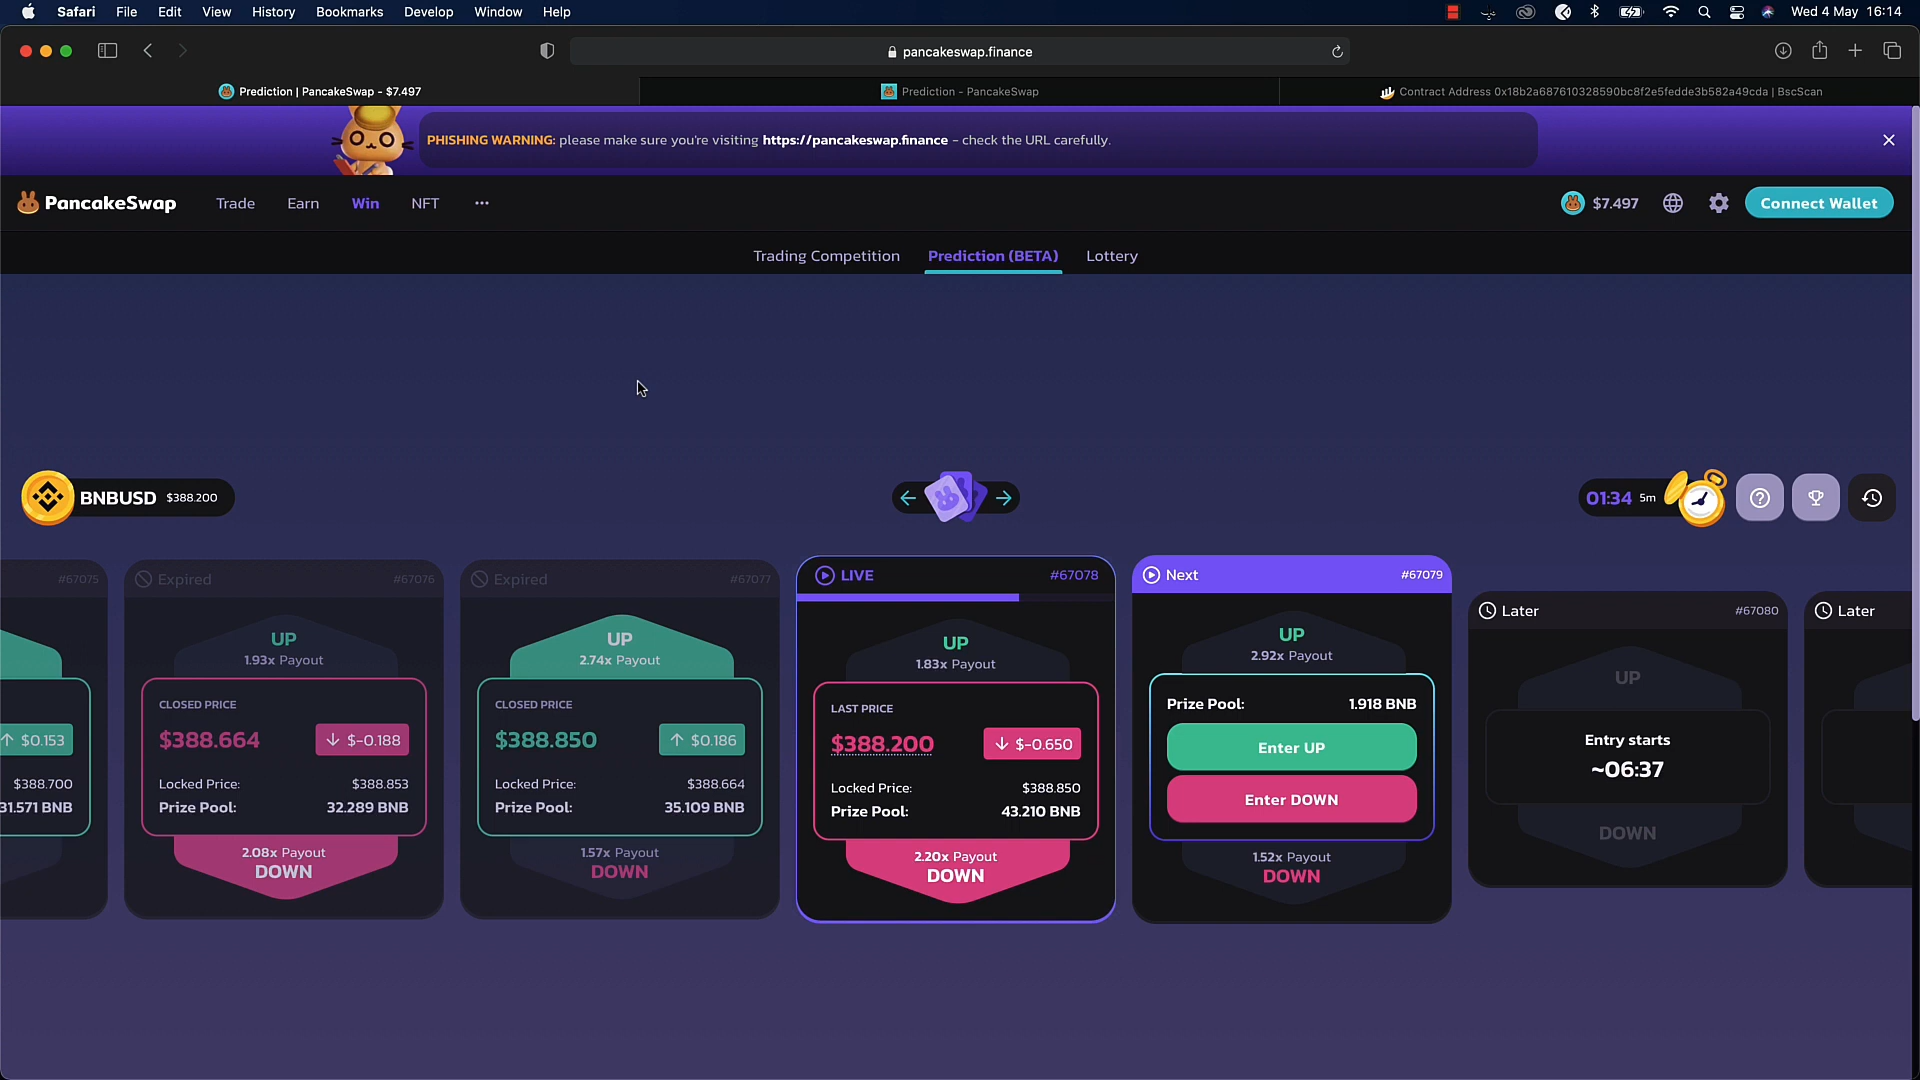 Safari File Edit View History Bookmarks Develop Window Help Wed 4 May 16:14
pancakeswap.finance
Prediction | PancakeSwap - $7.497
Prediction - PancakeSwap
Contract Address 0x18b2a687610328590bc8f2e5fedde3b582a49cda | BscScan
PHISHING WARNING: please make sure you're visiting https://pancakeswap.finance - check the URL carefully.
PancakeSwap Trade Earn Win NFT ··· $7.497 Connect Wallet
Trading Competition Prediction (BETA) Lottery
BNBUSD $388.200
01:34 5m
#67075
↑ $0.153
$388.700
31.571 BNB
Expired #67076
UP
1.93x Payout
CLOSED PRICE
$388.664 ↓ $-0.188
Locked Price: $388.853
Prize Pool: 32.289 BNB
2.08x Payout
DOWN
Expired #67077
UP
2.74x Payout
CLOSED PRICE
$388.850 ↑ $0.186
Locked Price: $388.664
Prize Pool: 35.109 BNB
1.57x Payout
DOWN
LIVE #67078
UP
1.83x Payout
LAST PRICE
$388.200 ↓ $-0.650
Locked Price: $388.850
Prize Pool: 43.210 BNB
2.20x Payout
DOWN
Next #67079
UP
2.92x Payout
Prize Pool: 1.918 BNB
Enter UP
Enter DOWN
1.52x Payout
DOWN
Later #67080
UP
Entry starts
~06:37
DOWN
Later